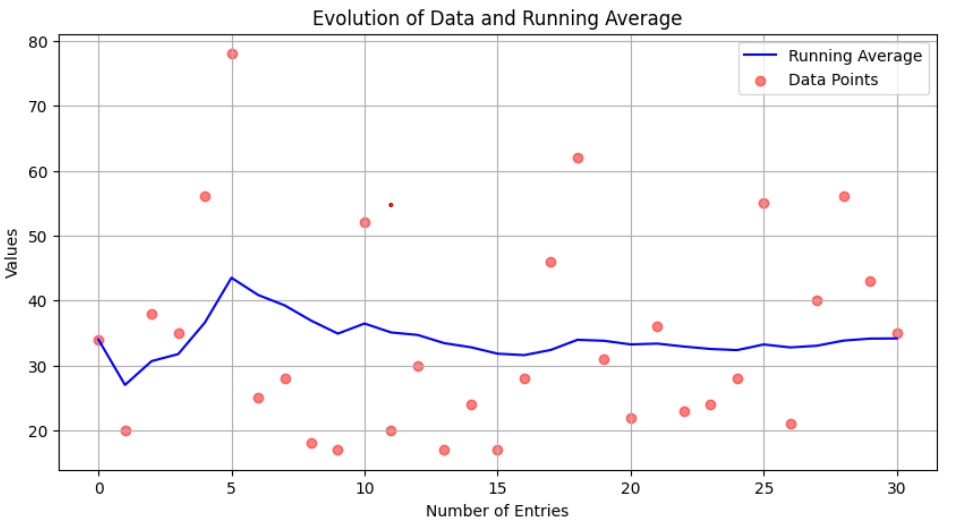 Evolution of Data and Running Average
80
70
60
50
40
30
20
Values
Running Average
Data Points
0 5 10 15 20 25 30
Number of Entries